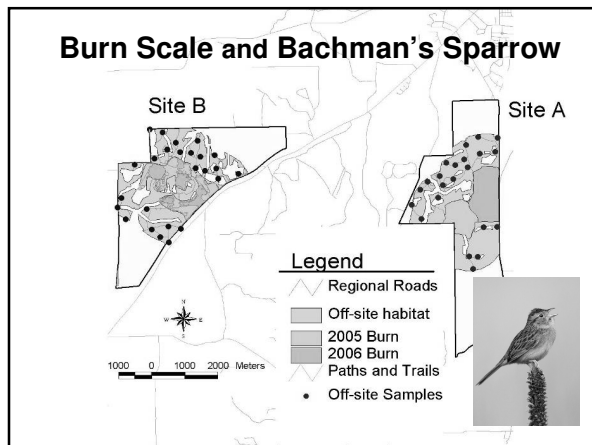 Burn Scale and Bachman's Sparrow
Site B
Site A
Legend
Regional Roads
Off-site habitat
2005 Burn
2006 Burn
Paths and Trails
Off-site Samples
N
W E
S
1000 0 1000 2000 Meters